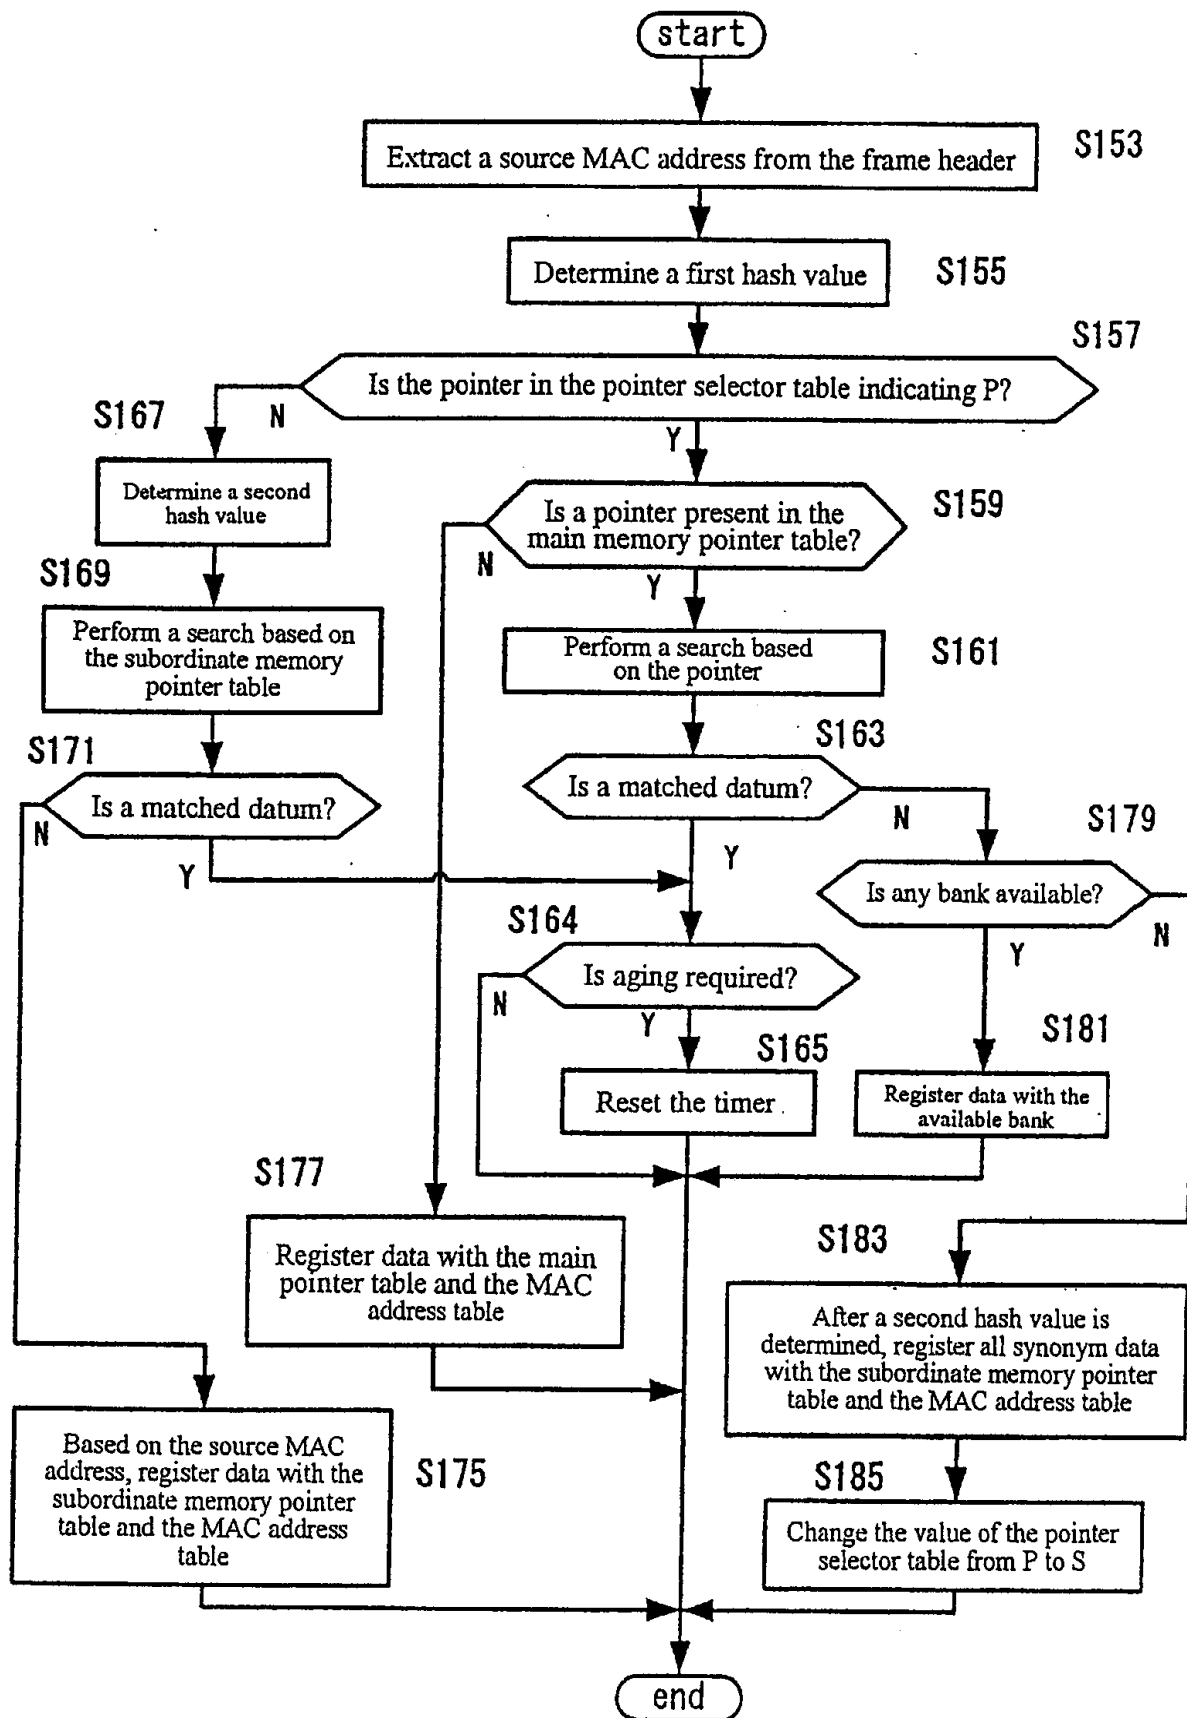 start
Extract a source MAC address from the frame header
S153
Determine a first hash value
S155
S157
Is the pointer in the pointer selector table indicating P?
N
Y
S167
Determine a second
hash value
Is a pointer present in the
main memory pointer table?
S159
N
Y
S169
Perform a search based on
the subordinate memory
pointer table
Perform a search based
on the pointer
S161
S171
Is a matched datum?
N
Y
S163
Is a matched datum?
N
Y
S179
Is any bank available?
N
Y
S164
Is aging required?
N
Y
S165
Reset the timer
S181
Register data with the
available bank
S177
Register data with the main
pointer table and the MAC
address table
S183
After a second hash value is
determined, register all synonym data
with the subordinate memory pointer
table and the MAC address table
Based on the source MAC
address, register data with the
subordinate memory pointer
table and the MAC address
table
S175
S185
Change the value of the pointer
selector table from P to S
end